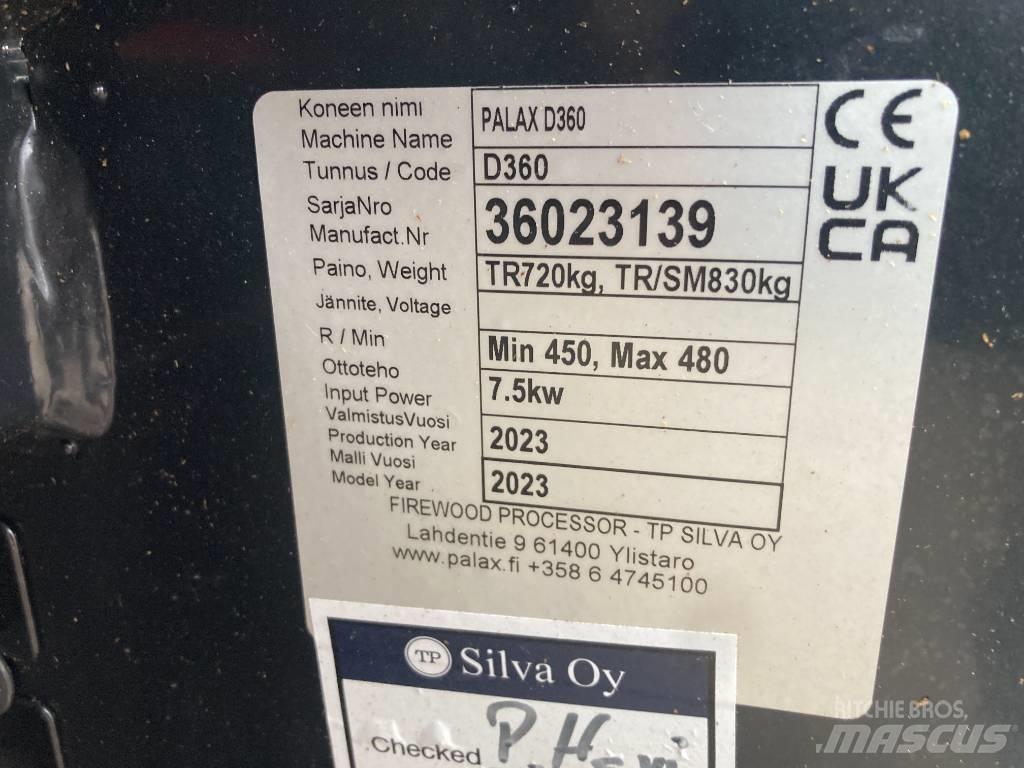 Koneen nimi
Machine Name PALAX D360
Tunnus / Code D360
SarjaNro
Manufact.Nr 36023139
Paino, Weight TR720kg, TR/SM830kg
Jännite, Voltage
R / Min Min 450, Max 480
Ottoteho
Input Power 7.5kw
ValmistusVuosi
Production Year 2023
Malli Vuosi
Model Year 2023
CE
UK
CA
FIREWOOD PROCESSOR - TP SILVA OY
Lahdentie 9 61400 Ylistaro
www.palax.fi +358 6 4745100
TP Silva Oy
Checked P H
RITCHIE BROS.
MASCUS